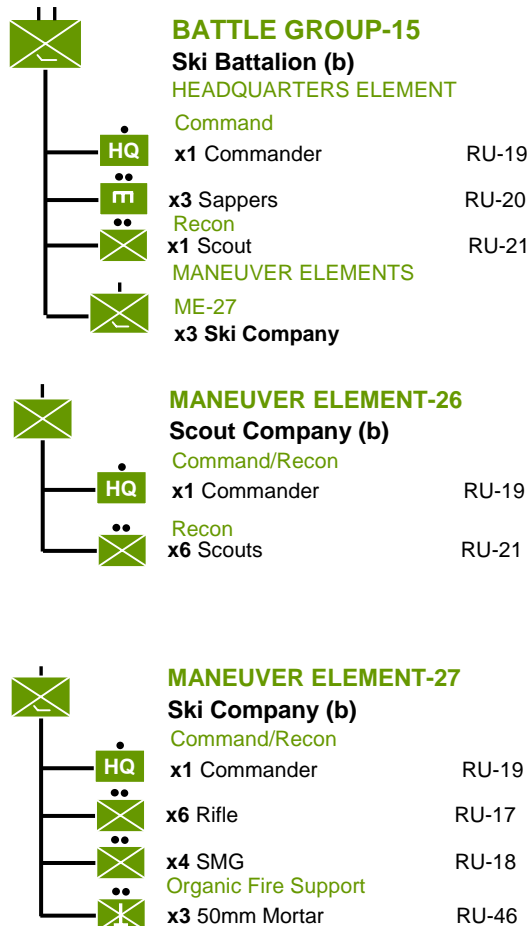 BATTLE GROUP-15
Ski Battalion (b)
HEADQUARTERS ELEMENT
Command
HQ x1 Commander RU-19
x3 Sappers RU-20
Recon
x1 Scout RU-21
MANEUVER ELEMENTS
ME-27
x3 Ski Company
MANEUVER ELEMENT-26
Scout Company (b)
Command/Recon
HQ x1 Commander RU-19
Recon
x6 Scouts RU-21
MANEUVER ELEMENT-27
Ski Company (b)
Command/Recon
HQ x1 Commander RU-19
x6 Rifle RU-17
x4 SMG RU-18
Organic Fire Support
x3 50mm Mortar RU-46